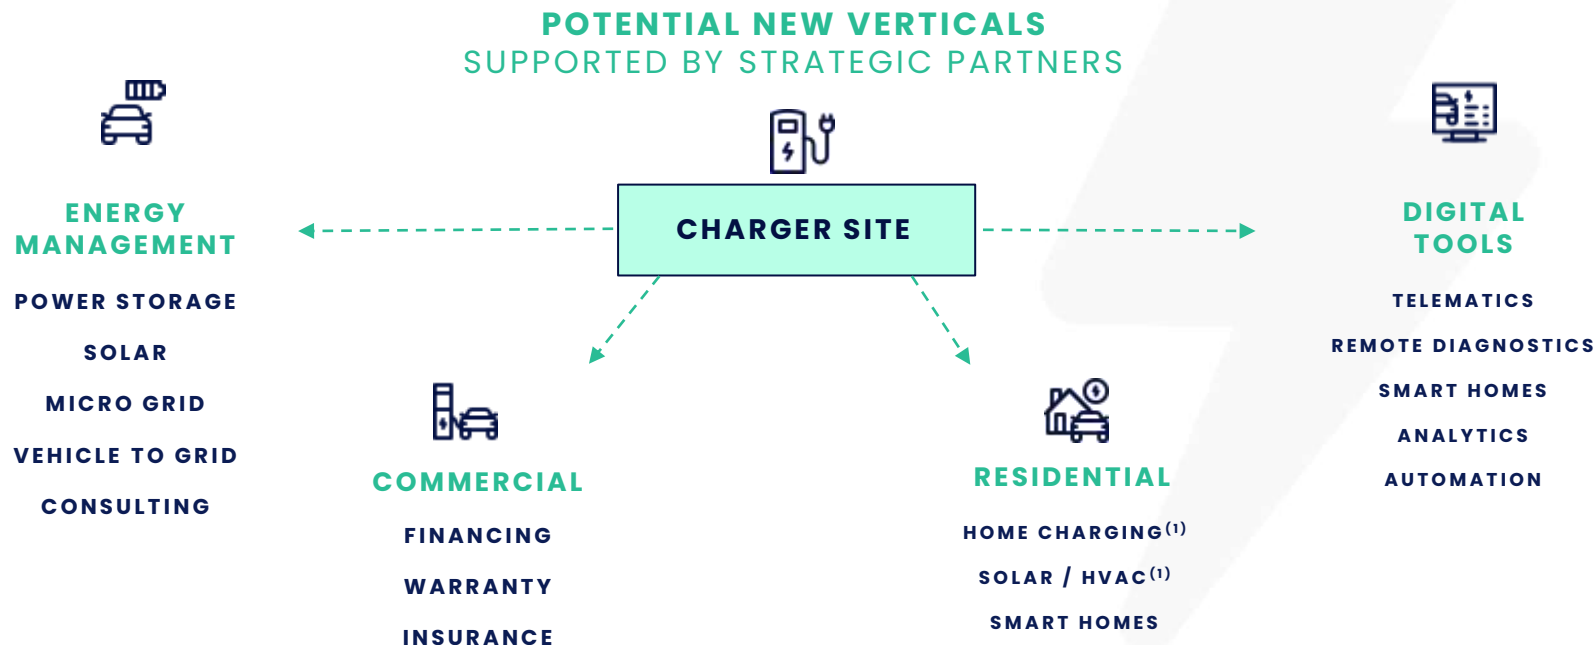 POTENTIAL NEW VERTICALS
SUPPORTED BY STRATEGIC PARTNERS
CHARGER SITE
ENERGY
MANAGEMENT
POWER STORAGE
SOLAR
MICRO GRID
VEHICLE TO GRID
CONSULTING
COMMERCIAL
FINANCING
WARRANTY
INSURANCE
RESIDENTIAL
HOME CHARGING(1)
SOLAR / HVAC(1)
SMART HOMES
DIGITAL
TOOLS
TELEMATICS
REMOTE DIAGNOSTICS
SMART HOMES
ANALYTICS
AUTOMATION